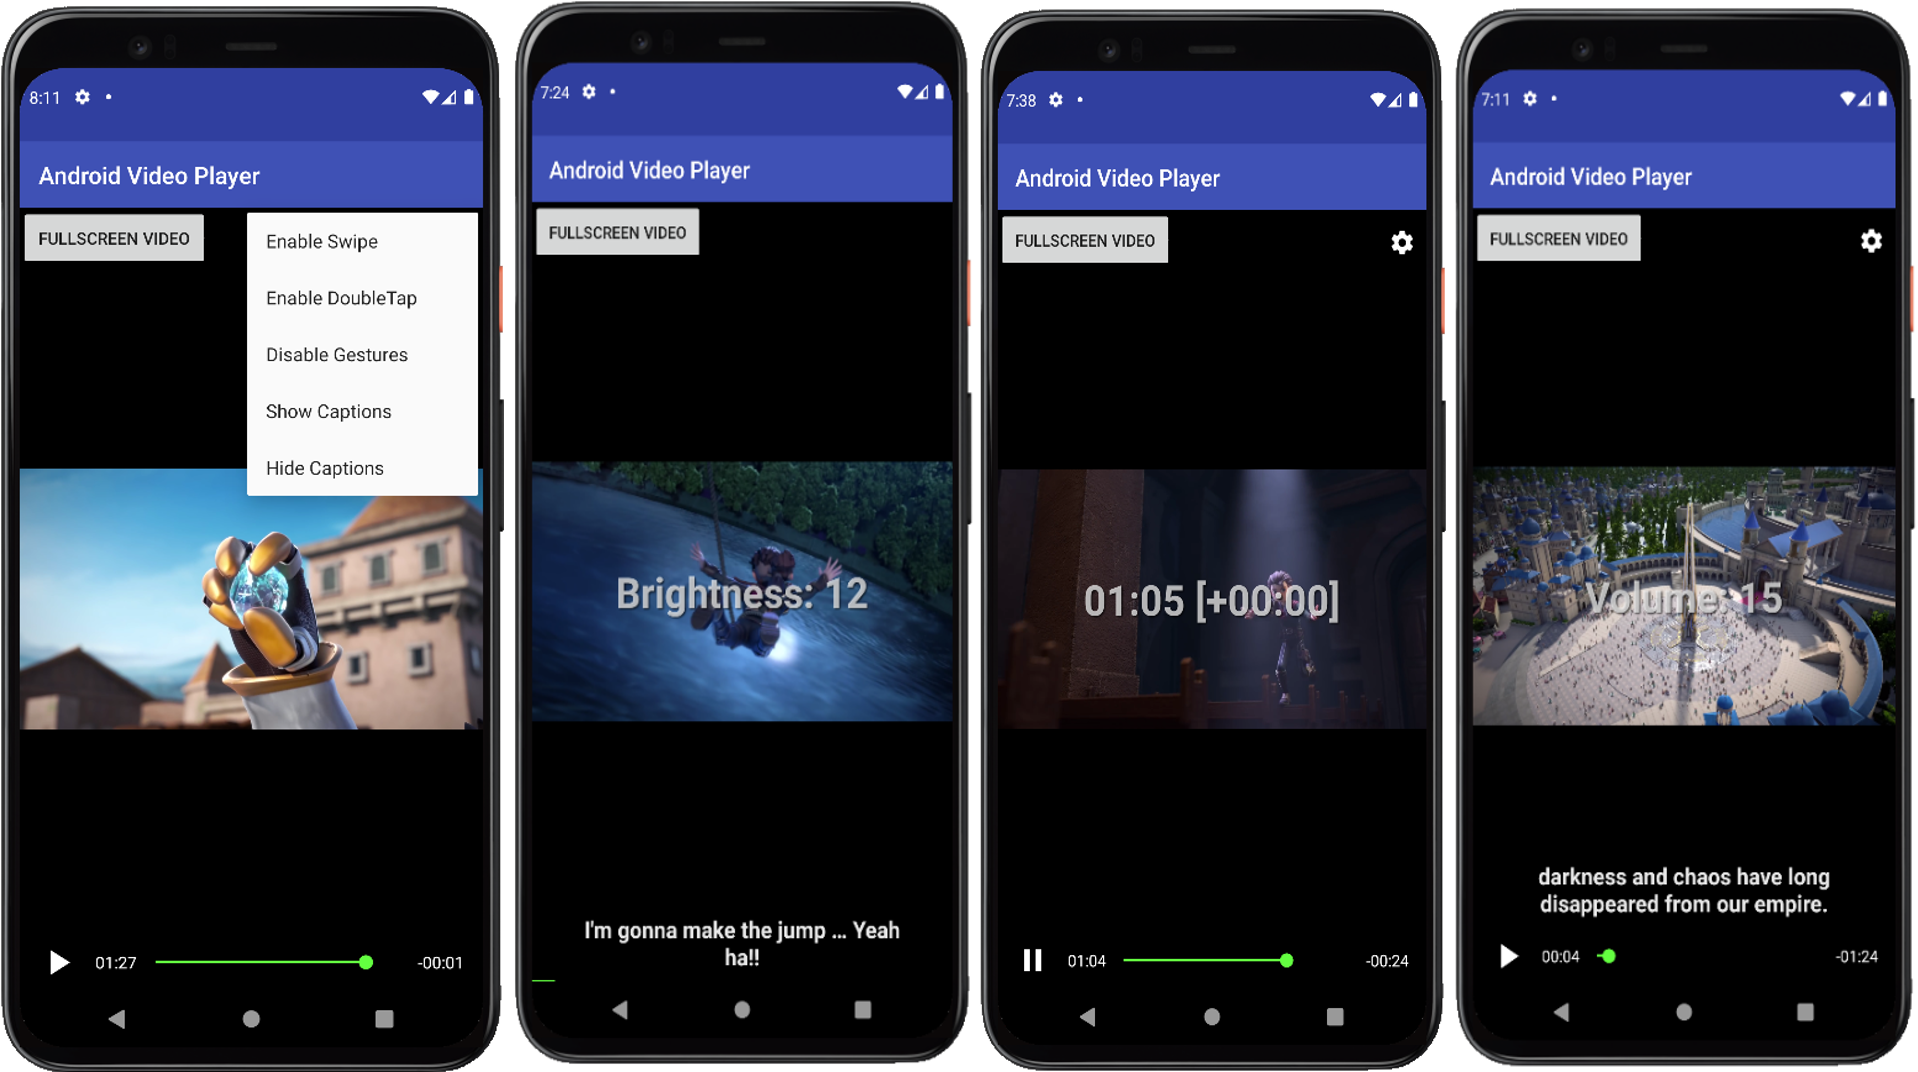 8:11
Android Video Player
FULLSCREEN VIDEO
Enable Swipe
Enable DoubleTap
Disable Gestures
Show Captions
Hide Captions
01:27
-00:01
7:24
Android Video Player
FULLSCREEN VIDEO
Brightness: 12
I'm gonna make the jump ... Yeah
ha!!
7:38
Android Video Player
FULLSCREEN VIDEO
01:05 [+00:00]
01:04
-00:24
7:11
Android Video Player
FULLSCREEN VIDEO
Volume: 15
darkness and chaos have long
disappeared from our empire.
00:04
-01:24